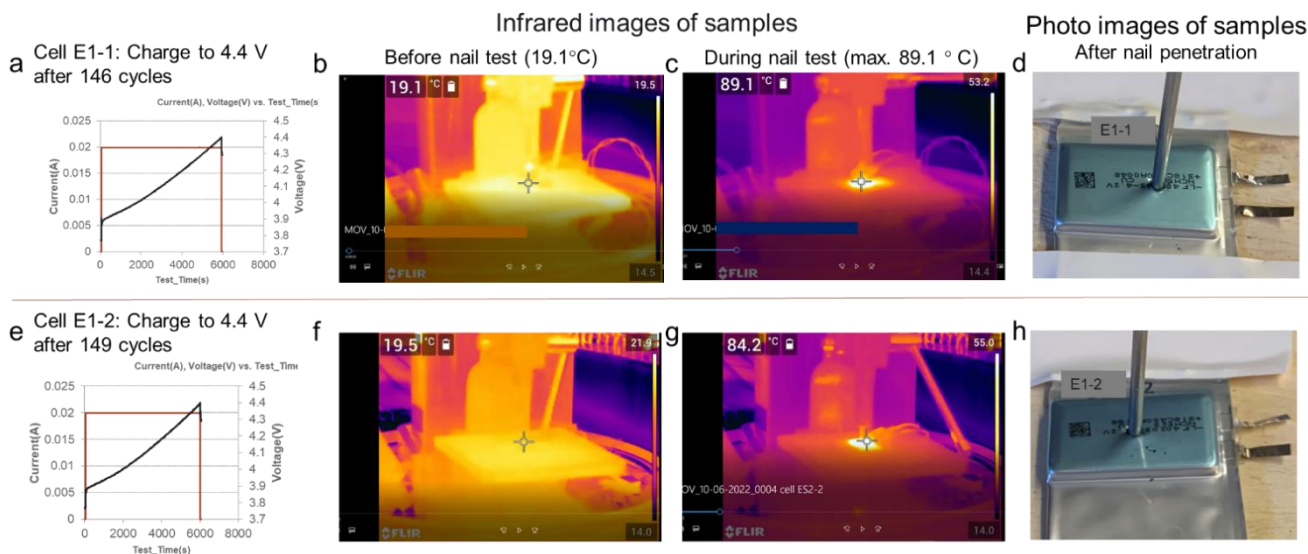 Infrared images of samples
Photo images of samples
a Cell E1-1: Charge to 4.4 V
after 146 cycles
Current(A), Voltage(V) vs. Test_Time(s
Current(A)
0.025
0.02
0.015
0.01
0.005
0
4.5
4.4
4.3
4.2
4.1
4
3.9
3.8
3.7
Voltage(V)
0 2000 4000 6000 8000
Test_Time(s)
b Before nail test (19.1°C)
19.1 °C
19.5
MOV_10-
FLIR
14.5
c During nail test (max. 89.1 ° C)
89.1 °C
53.2
MOV_10-
FLIR
14.4
d After nail penetration
E1-1
e Cell E1-2: Charge to 4.4 V
after 149 cycles
Current(A), Voltage(V) vs. Test_Time
Current(A)
0.025
0.02
0.015
0.01
0.005
0
4.5
4.4
4.3
4.2
4.1
4
3.9
3.8
3.7
Voltage(V)
0 2000 4000 6000 8000
Test_Time(s)
f
19.5 °C
21.9
FLIR
14.0
g
84.2 °C
55.0
OV_10-06-2022_0004 cell ES2-2
FLIR
14.0
h
E1-2